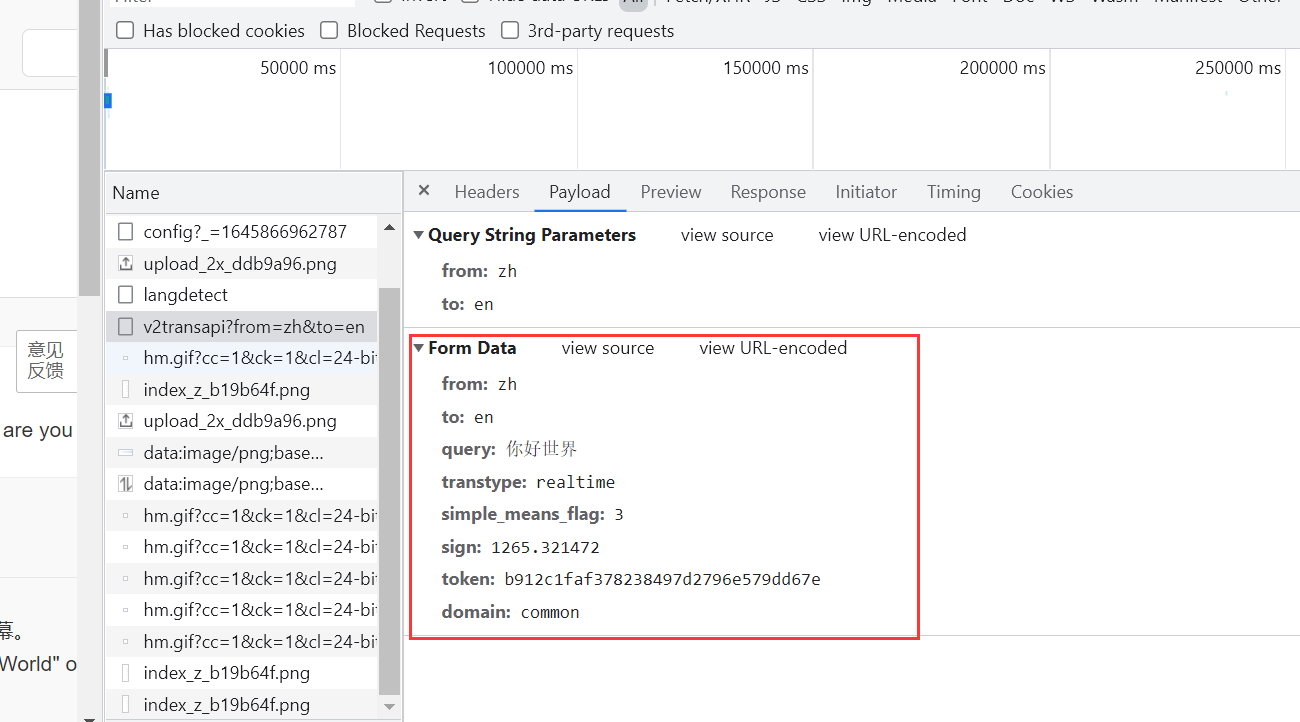 Has blocked cookies Blocked Requests 3rd-party requests
50000 ms 100000 ms 150000 ms 200000 ms 250000 ms
Name
config?_=1645866962787
upload_2x_ddb9a96.png
langdetect
v2transapi?from=zh&to=en
hm.gif?cc=1&ck=1&cl=24-bit
index_z_b19b64f.png
upload_2x_ddb9a96.png
data:image/png;base...
data:image/png;base...
hm.gif?cc=1&ck=1&cl=24-bit
hm.gif?cc=1&ck=1&cl=24-bit
hm.gif?cc=1&ck=1&cl=24-bit
hm.gif?cc=1&ck=1&cl=24-bit
hm.gif?cc=1&ck=1&cl=24-bit
index_z_b19b64f.png
index_z_b19b64f.png
Headers Payload Preview Response Initiator Timing Cookies
Query String Parameters view source view URL-encoded
from: zh
to: en
Form Data view source view URL-encoded
from: zh
to: en
query: 你好世界
transtype: realtime
simple_means_flag: 3
sign: 1265.321472
token: b912c1faf378238497d2796e579dd67e
domain: common
意见
反馈
are you
幕。
World" o